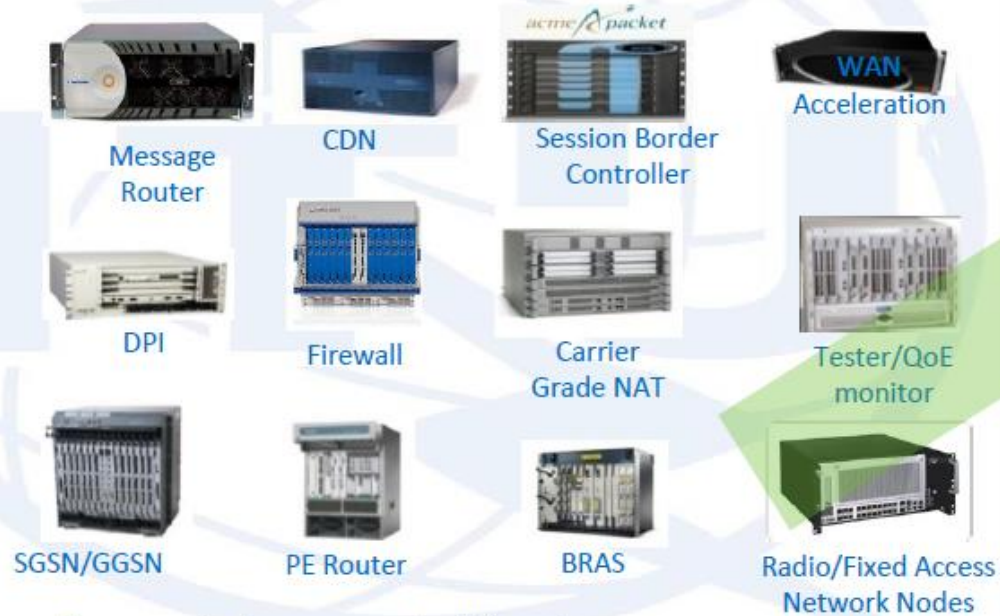 acme packet
WAN
Acceleration
CDN
Session Border
Controller
Message
Router
DPI
Firewall
Carrier
Grade NAT
Tester/QoE
monitor
SGSN/GGSN
PE Router
BRAS
Radio/Fixed Access
Network Nodes